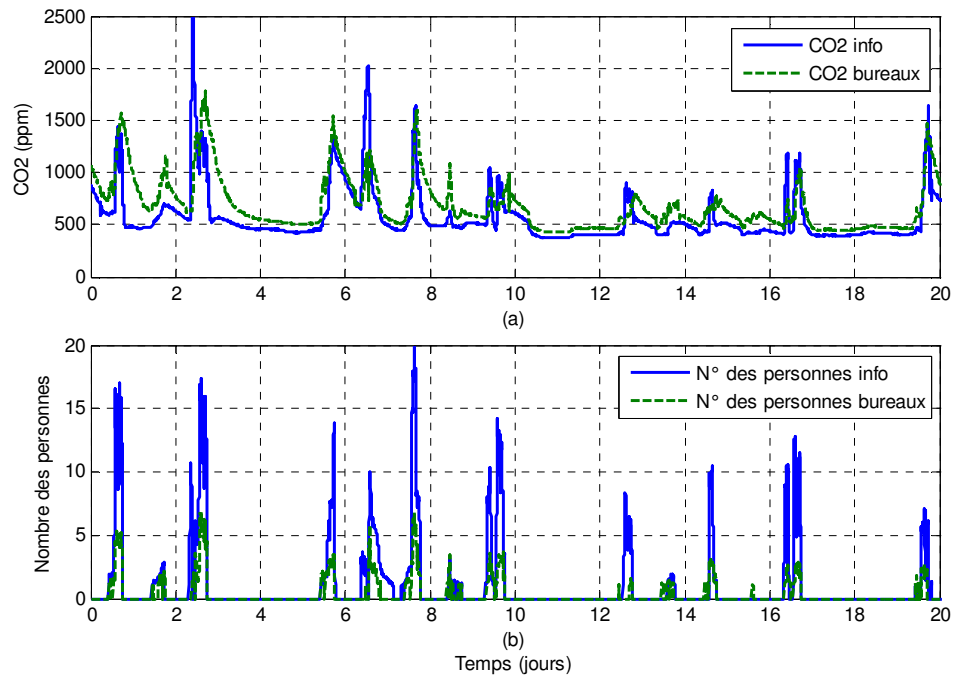 2500
2000
1500
1000
500
0
CO2 (ppm)
CO2 info
CO2 bureaux
0 2 4 6 8 10 12 14 16 18 20
(a)
20
15
10
5
0
Nombre des personnes
N° des personnes info
N° des personnes bureaux
0 2 4 6 8 10 12 14 16 18 20
(b)
Temps (jours)